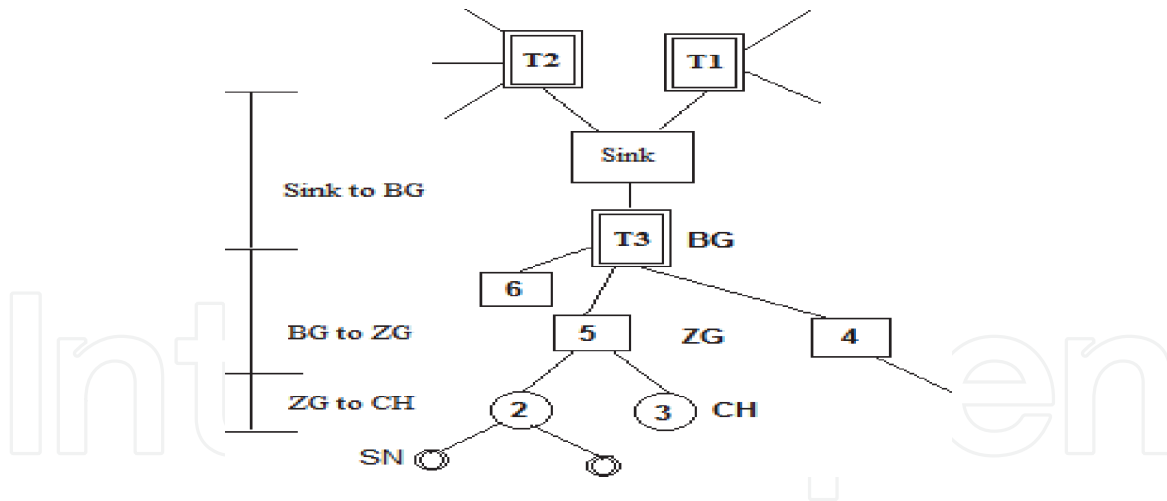 T2
T1
Sink
Sink to BG
T3
BG
6
BG to ZG
5
ZG
4
ZG to CH
2
3
CH
SN